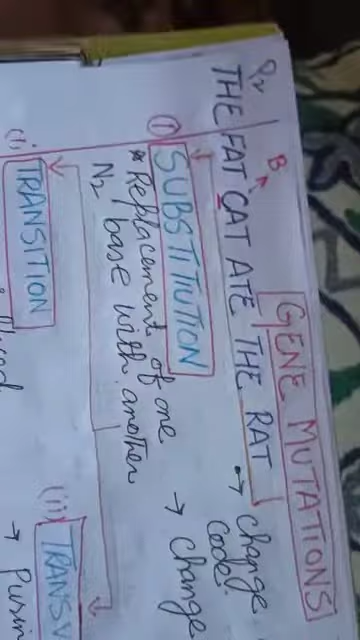 GENE MUTATIONS
B
THE FAT CAT ATE THE RAT → change
code.
① SUBSTITUTION → change
* Replacement of one
N₂ base with another
(i) TRANSITION (ii) TRANSV
→ Purin